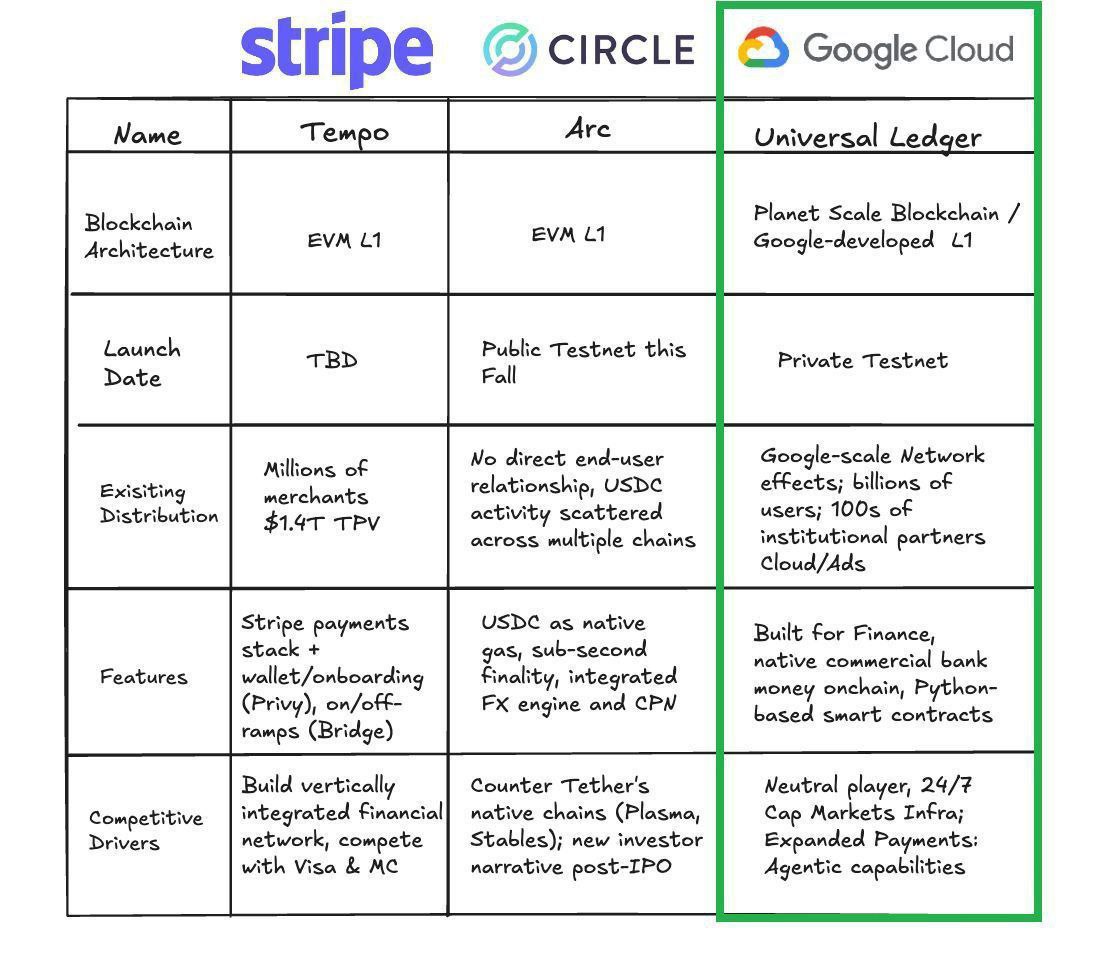 stripe
CIRCLE
Google Cloud
Name
Tempo
Arc
Universal Ledger
Blockchain
Architecture
EVM L1
EVM L1
Planet Scale Blockchain /
Google-developed L1
Launch
Date
TBD
Public Testnet this
Fall
Private Testnet
Exisiting
Distribution
Millions of
merchants
$1.4T TPV
No direct end-user
relationship, USDC
activity scattered
across multiple chains
Google-scale Network
effects; billions of
users; 100s of
institutional partners
Cloud/Ads
Features
Stripe payments
stack +
wallet/onboarding
(Privy), on/off-
ramps (Bridge)
USDC as native
gas, sub-second
finality, integrated
FX engine and CPN
Built for Finance,
native commercial bank
money onchain, Python-
based smart contracts
Competitive
Drivers
Build vertically
integrated financial
network, compete
with Visa & MC
Counter Tether's
native chains (Plasma,
Stables); new investor
narrative post-IPO
Neutral player, 24/7
Cap Markets Infra;
Expanded Payments:
Agentic capabilities